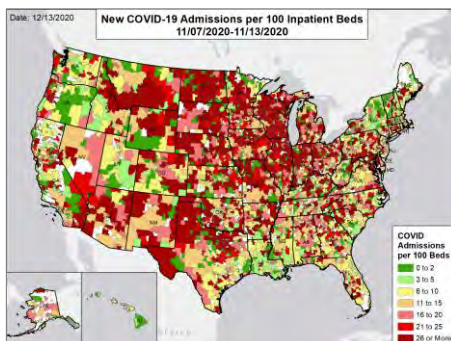 Date: 12/13/2020
New COVID-19 Admissions per 100 Inpatient Beds
11/07/2020-11/13/2020
COVID
Admissions
per 100 Beds
0 to 2
3 to 5
6 to 10
11 to 15
16 to 20
21 to 25
26 or More